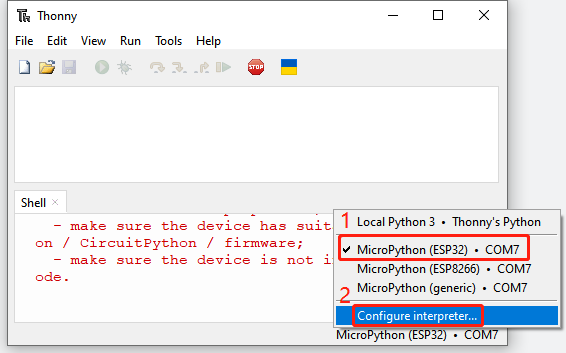 Thonny
File Edit View Run Tools Help
STOP
Shell
- make sure the device has suit
on / CircuitPython / firmware;
- make sure the device is not i
ode.
1
Local Python 3 • Thonny's Python
✓ MicroPython (ESP32) • COM7
MicroPython (ESP8266) • COM7
MicroPython (generic) • COM7
2
Configure interpreter...
MicroPython (ESP32) • COM7